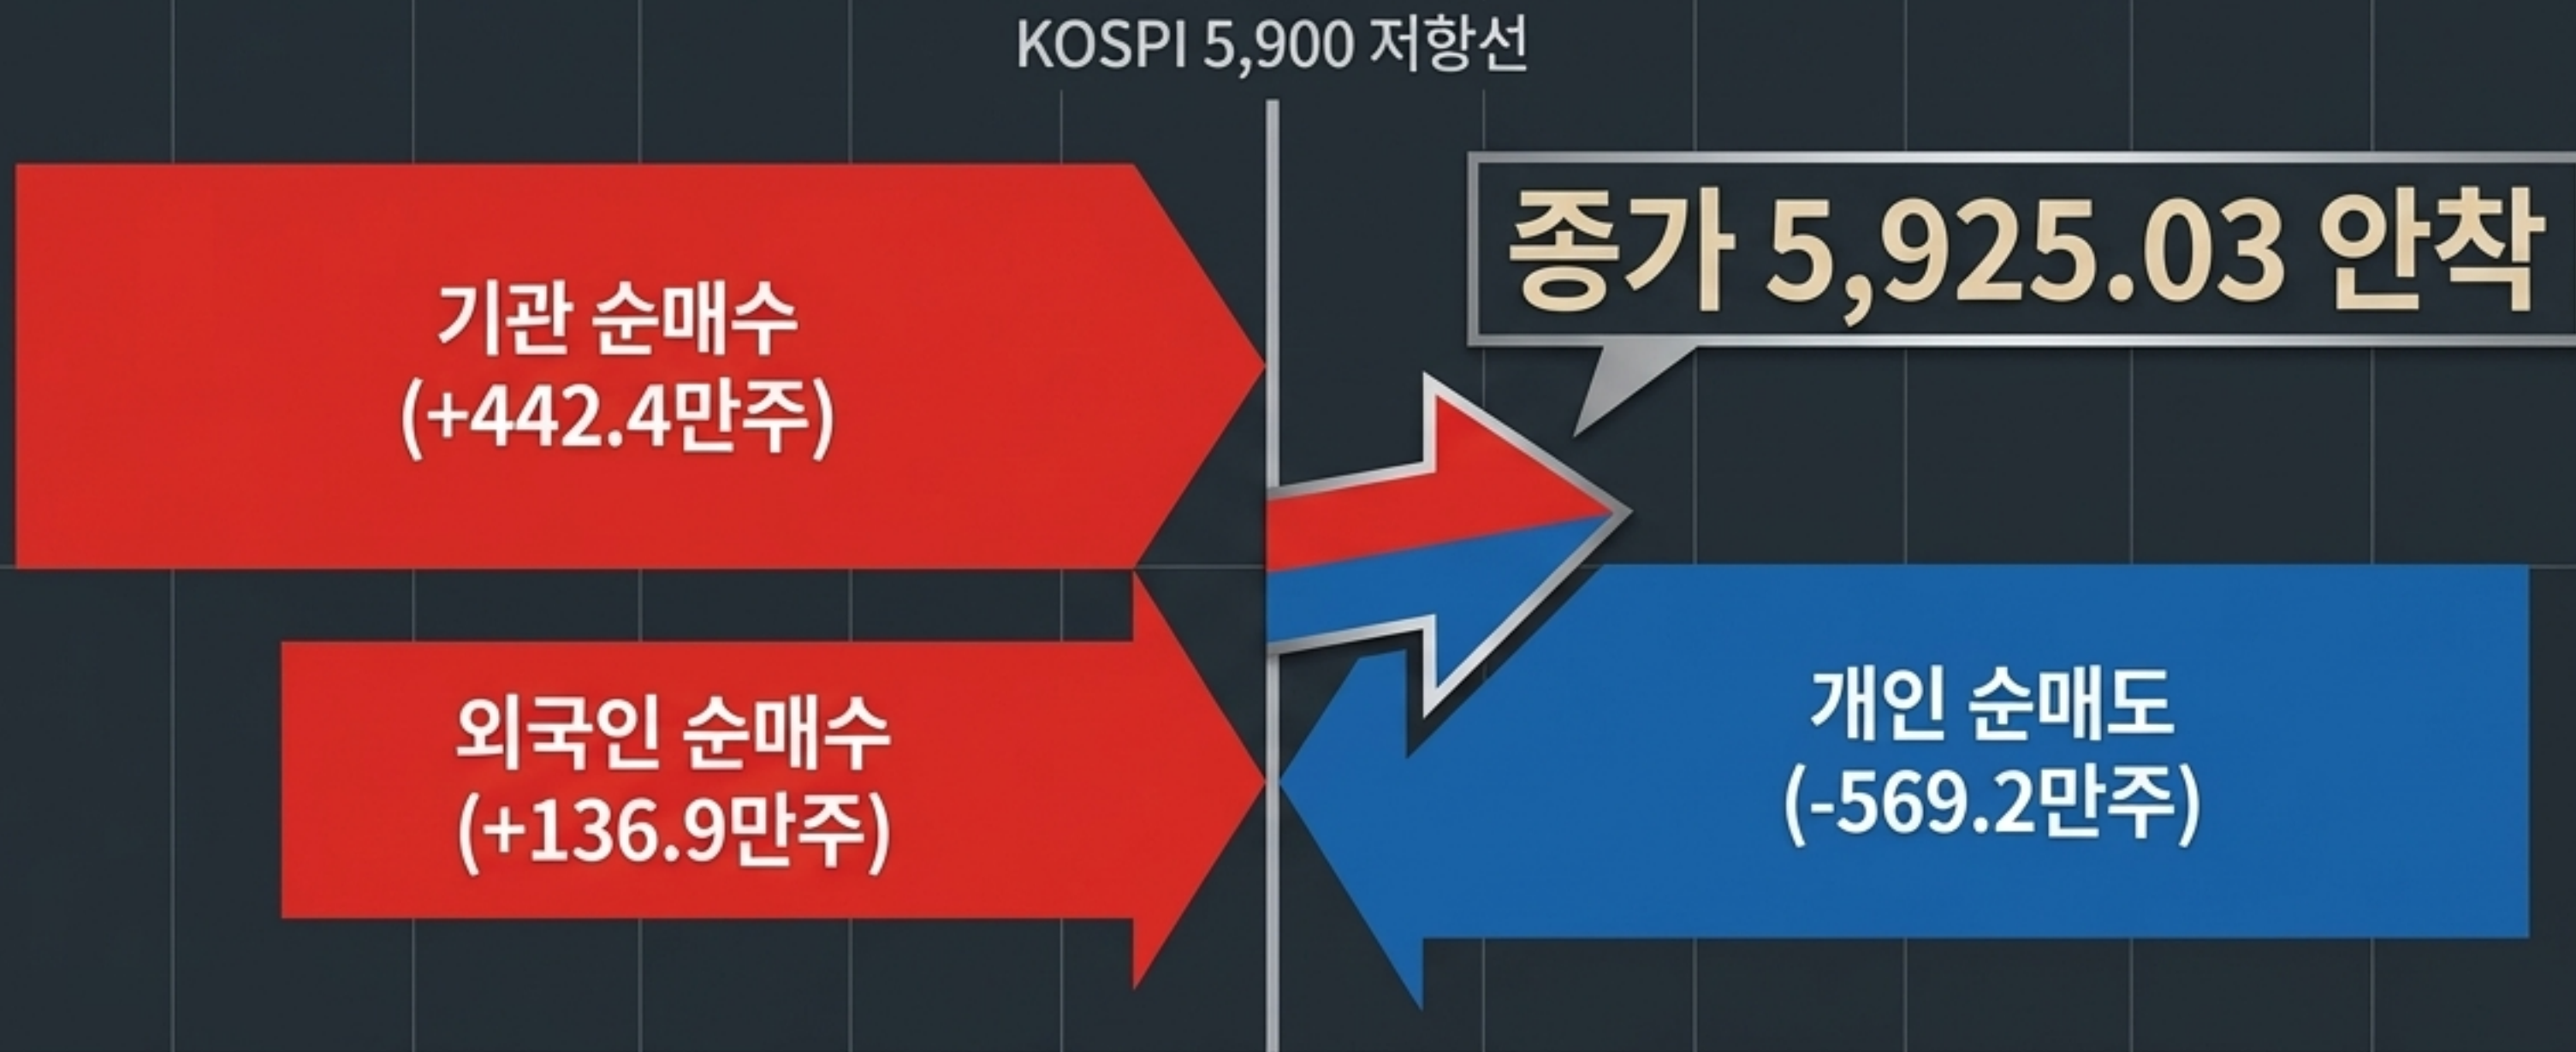 KOSPI 5,900 저항선
종가 5,925.03 안착
기관 순매수
(+442.4만주)
외국인 순매수
(+136.9만주)
개인 순매도
(-569.2만주)